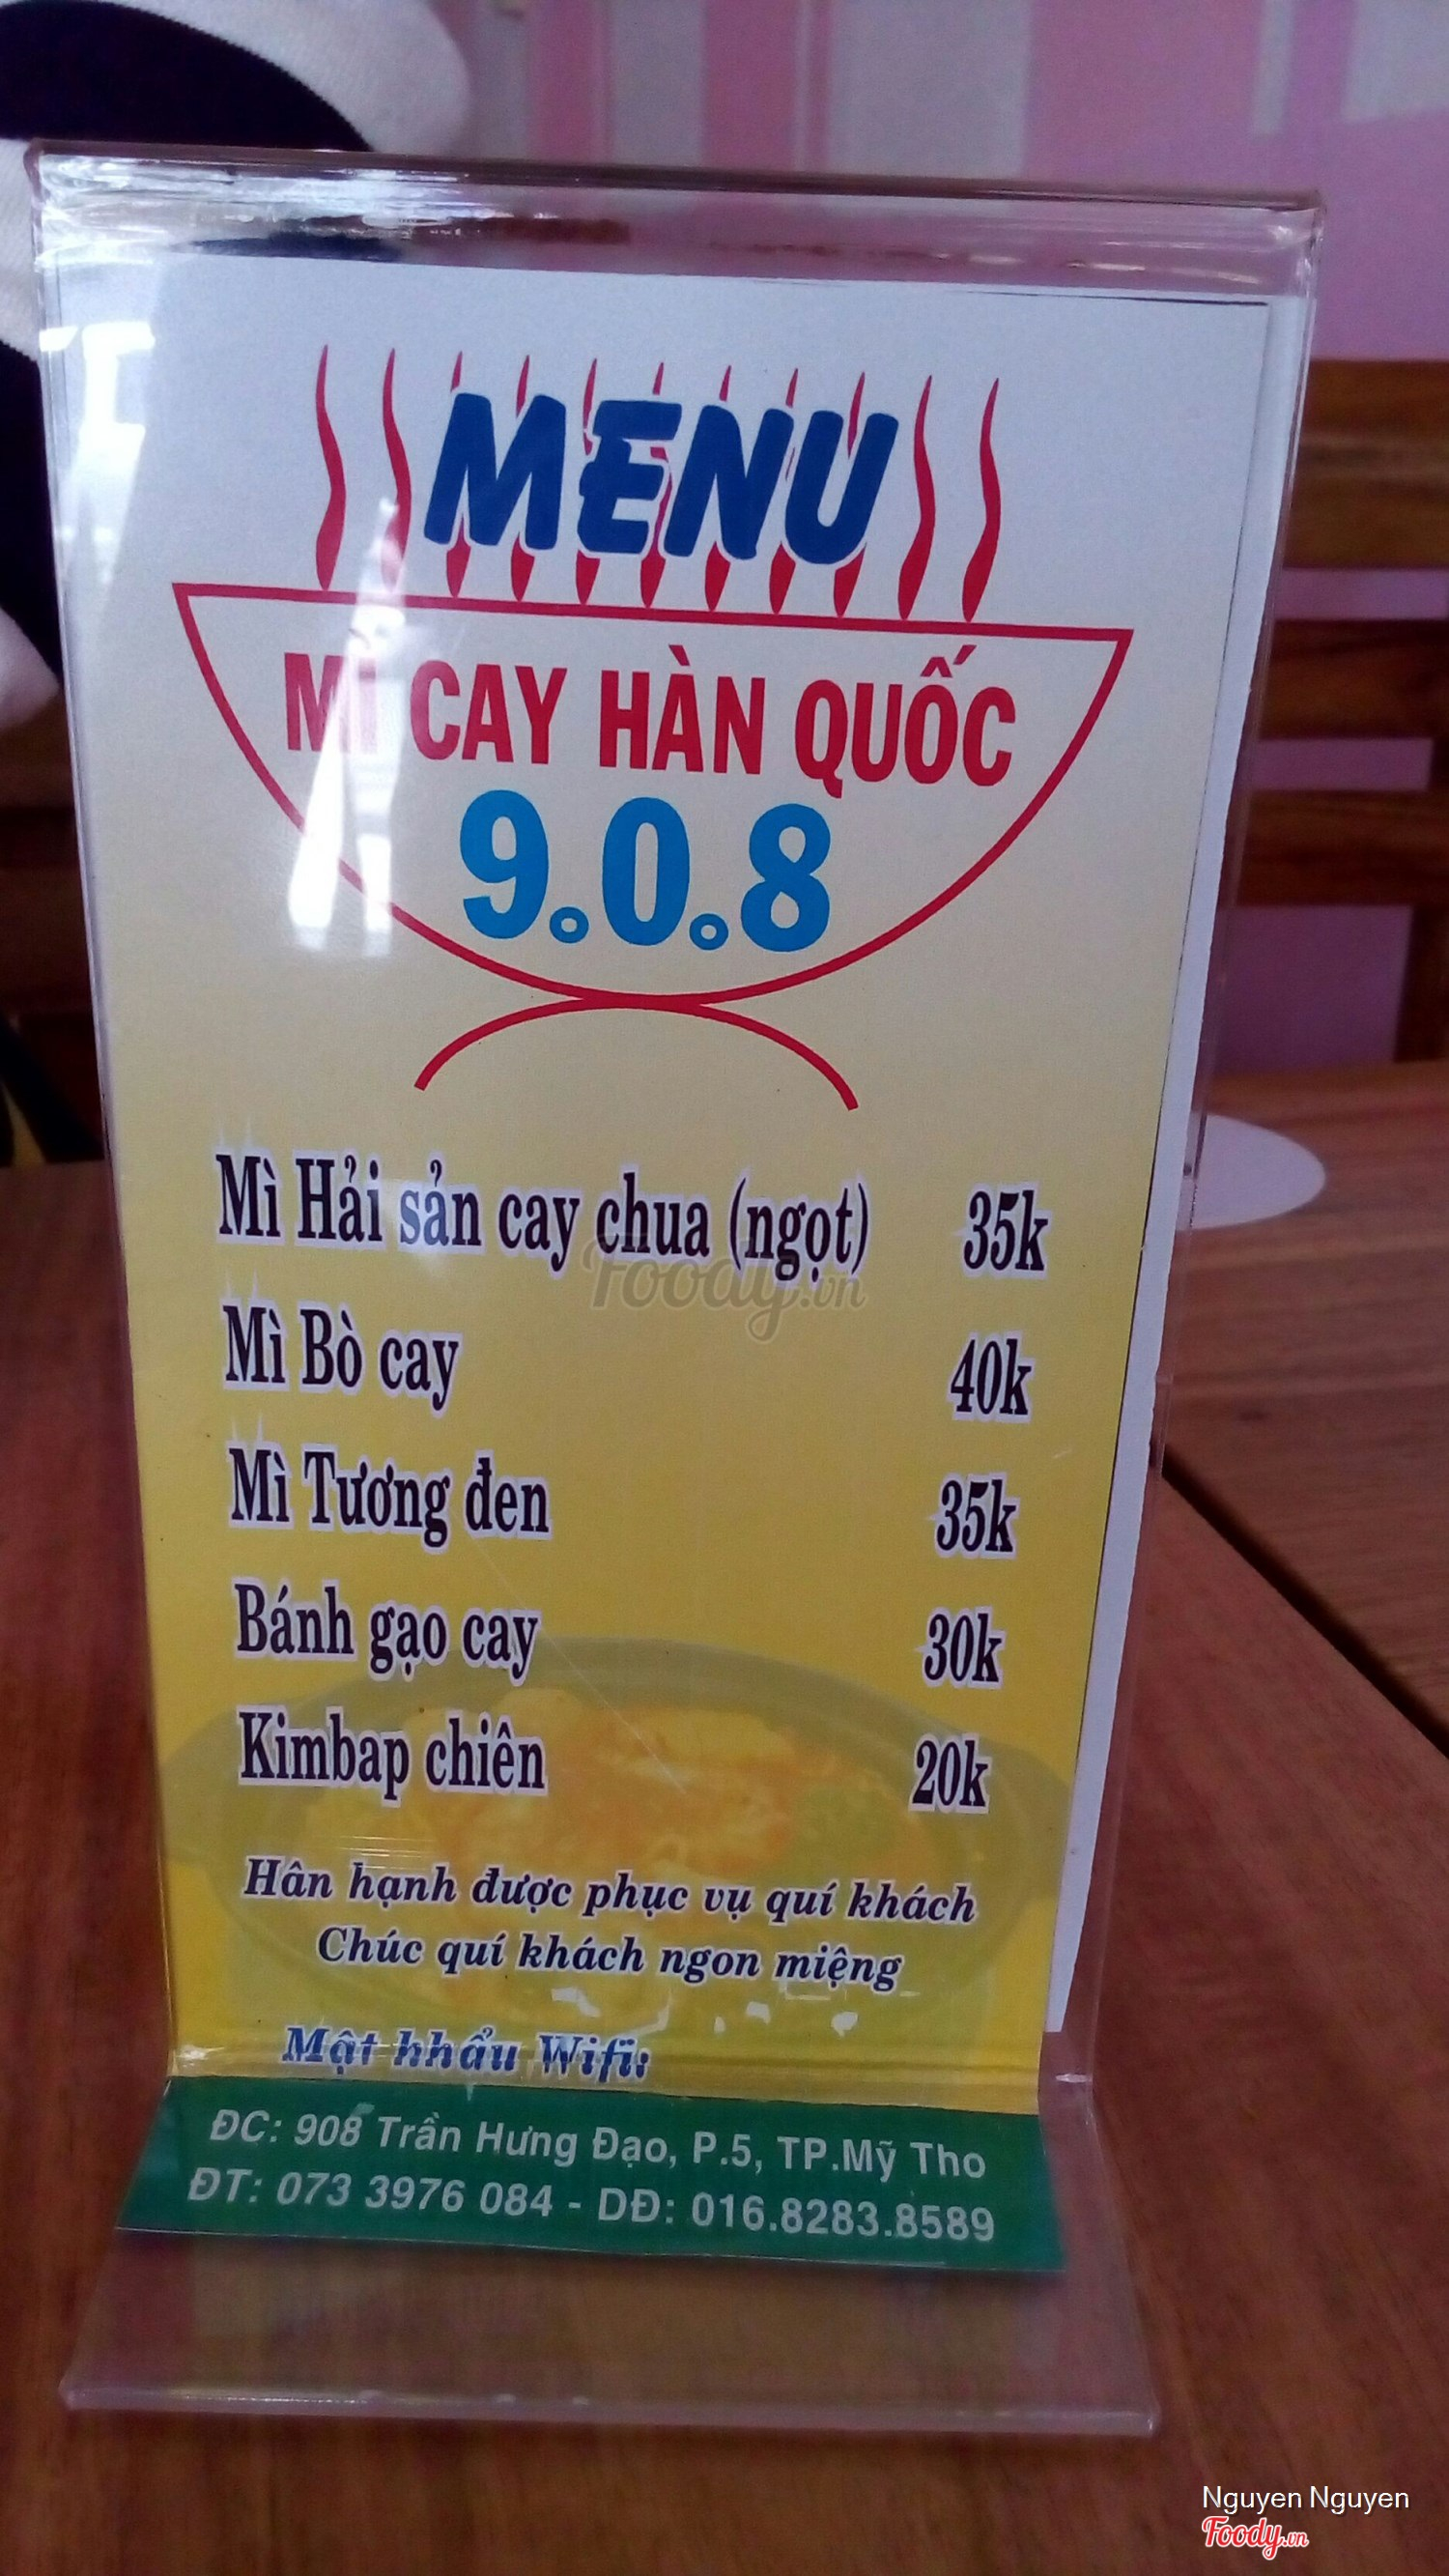 MENU
MÌ CAY HÀN QUỐC
9.0.8
Mì Hải sản cay chua (ngọt) 35k
Mì Bò cay 40k
Mì Tương đen 35k
Bánh gạo cay 30k
Kimbap chiên 20k
Hân hạnh được phục vụ quí khách
Chúc quí khách ngon miệng
Mật khẩu Wifi:
ĐC: 908 Trần Hưng Đạo, P.5, TP.Mỹ Tho
ĐT: 073 3976 084 - DĐ: 016.8283.8589
Foody.vn
Nguyen Nguyen
Foody.vn